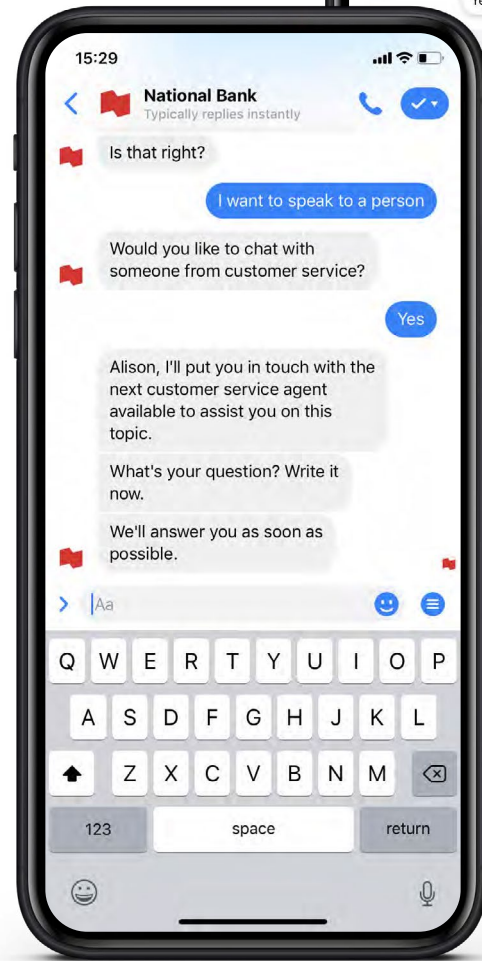 15:29
National Bank
Typically replies instantly
Is that right?
I want to speak to a person
Would you like to chat with
someone from customer service?
Yes
Alison, I'll put you in touch with the
next customer service agent
available to assist you on this
topic.
What's your question? Write it
now.
We'll answer you as soon as
possible.
Aa
Q W E R T Y U I O P
A S D F G H J K L
Z X C V B N M
123 space return